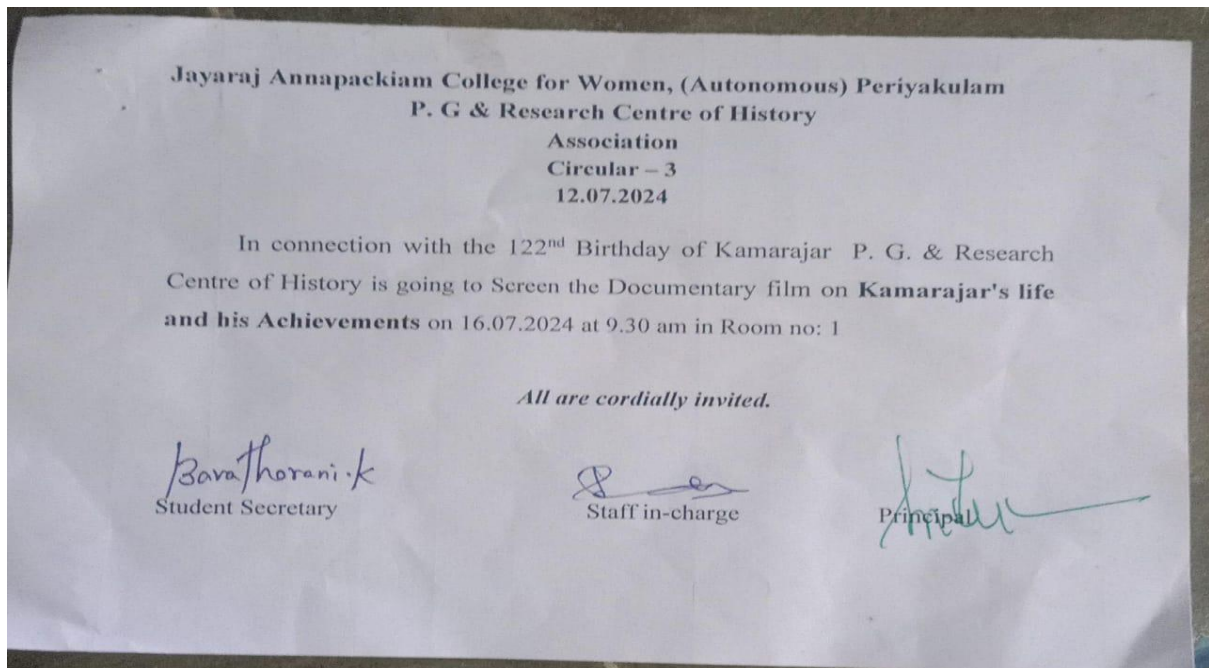 Jayaraj Annapackiam College for Women, (Autonomous) Periyakulam
P. G & Research Centre of History
Association
Circular – 3
12.07.2024
In connection with the 122nd Birthday of Kamarajar P. G. & Research
Centre of History is going to Screen the Documentary film on Kamarajar's life
and his Achievements on 16.07.2024 at 9.30 am in Room no: 1
All are cordially invited.
Barathorani.K
Student Secretary
Staff in-charge
Principal